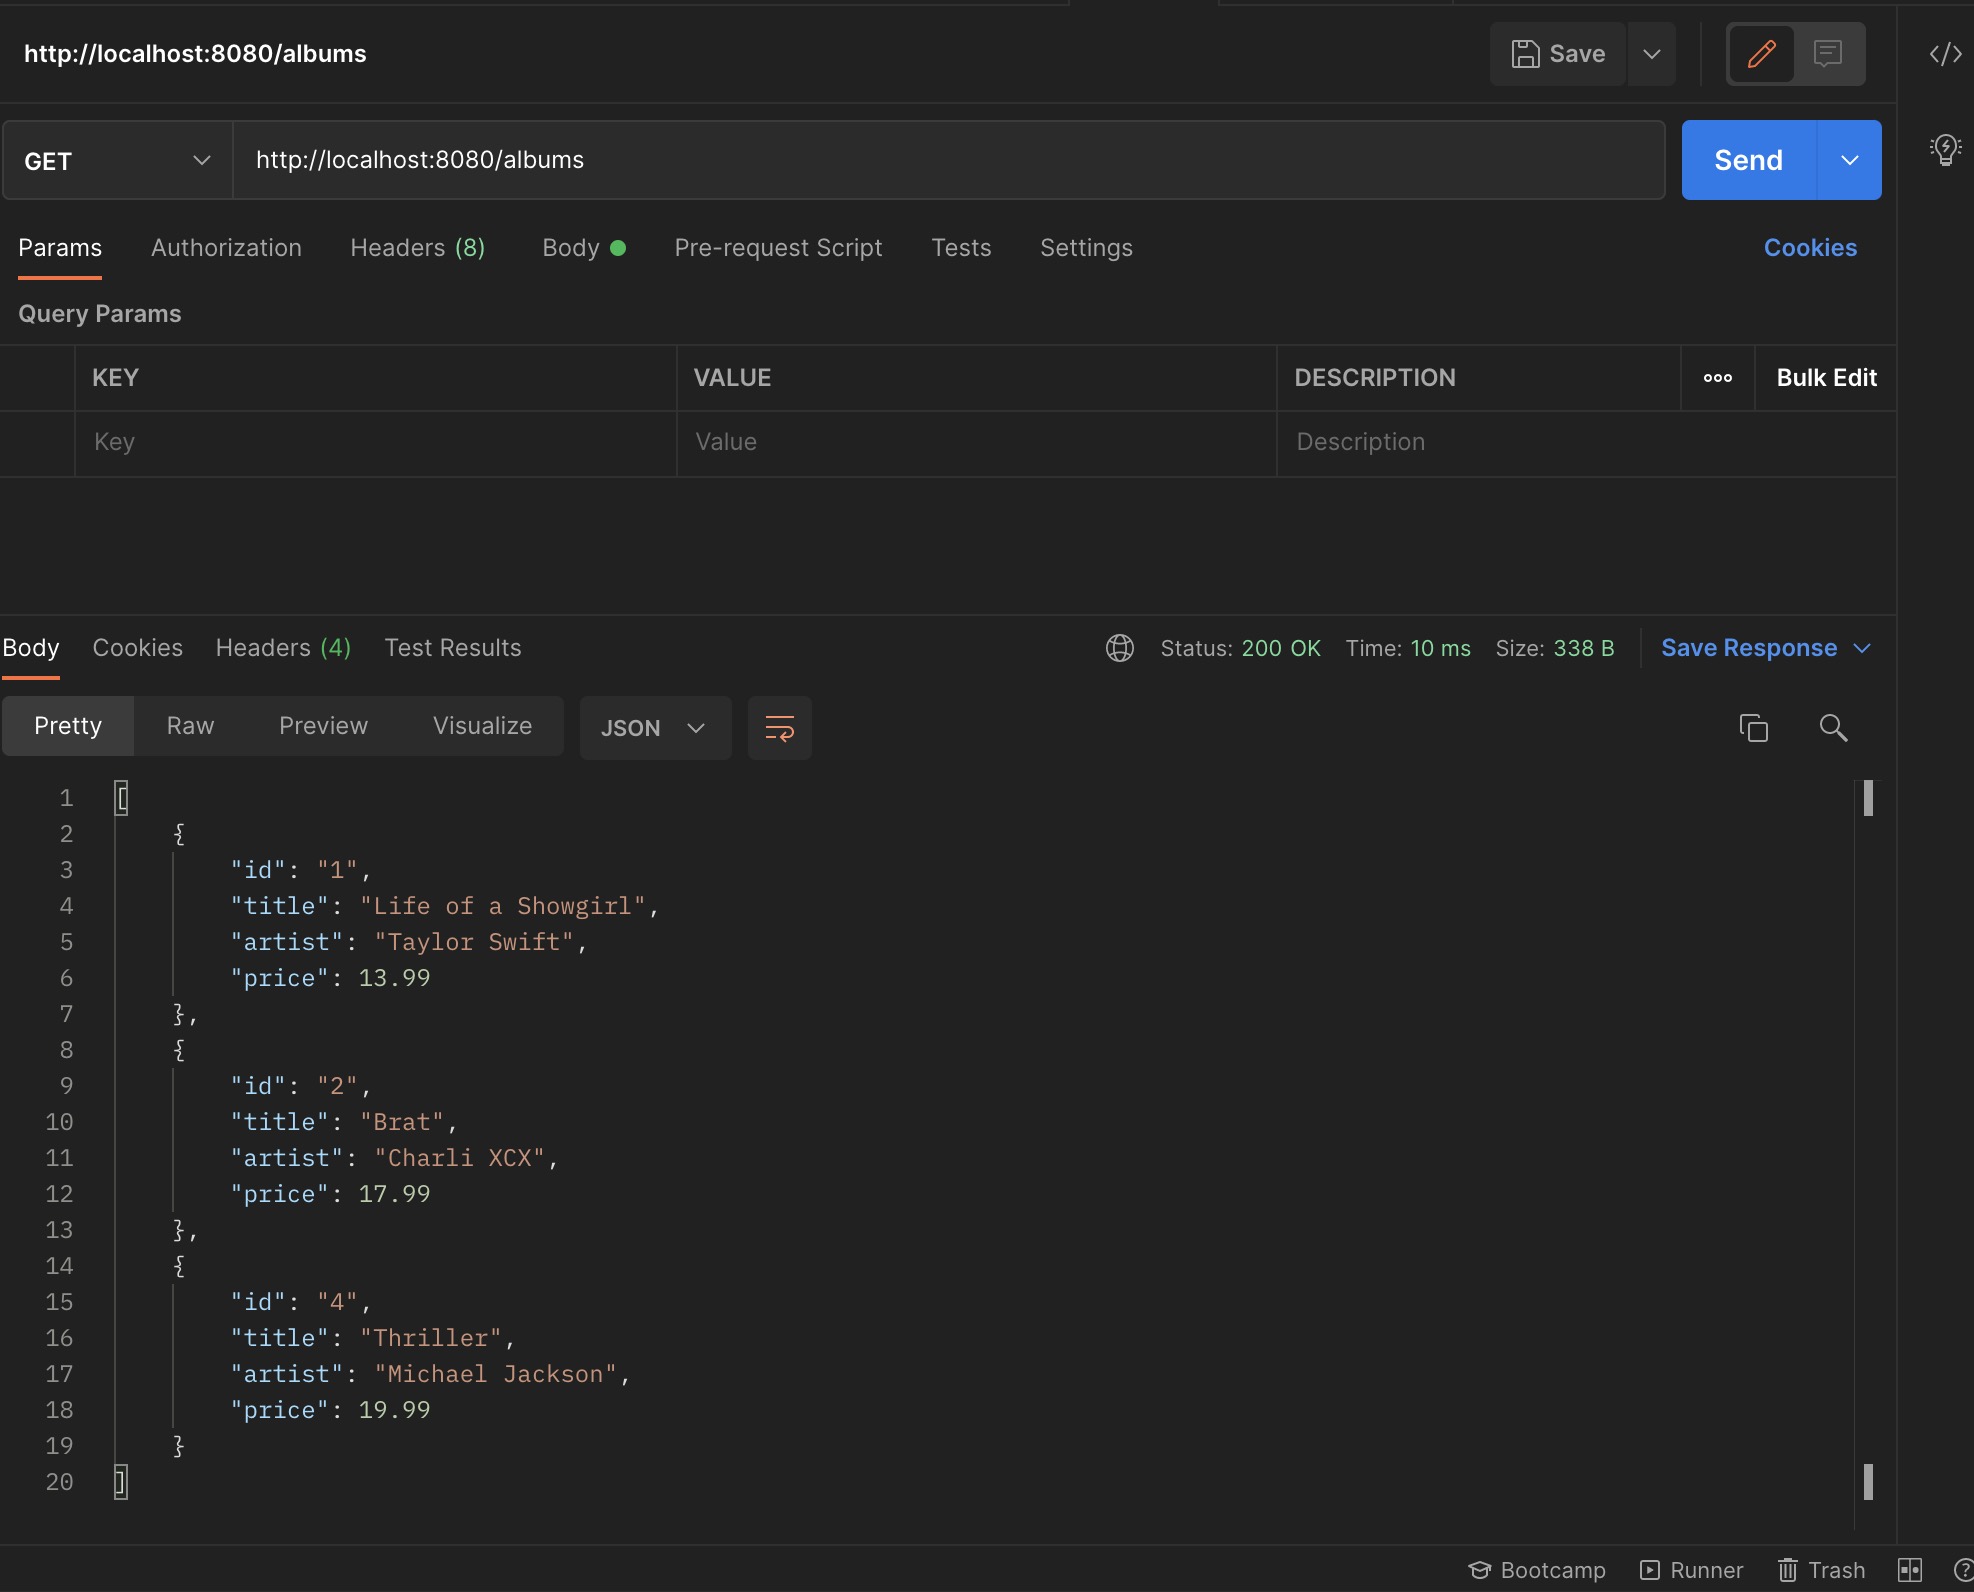 http://localhost:8080/albums
Save
GET http://localhost:8080/albums Send
Params Authorization Headers (8) Body Pre-request Script Tests Settings Cookies
Query Params
KEY VALUE DESCRIPTION Bulk Edit
Key Value Description
Body Cookies Headers (4) Test Results Status: 200 OK Time: 10 ms Size: 338 B Save Response
Pretty Raw Preview Visualize JSON
1 [
2 {
3 "id": "1",
4 "title": "Life of a Showgirl",
5 "artist": "Taylor Swift",
6 "price": 13.99
7 },
8 {
9 "id": "2",
10 "title": "Brat",
11 "artist": "Charli XCX",
12 "price": 17.99
13 },
14 {
15 "id": "4",
16 "title": "Thriller",
17 "artist": "Michael Jackson",
18 "price": 19.99
19 }
20 ]
Bootcamp Runner Trash